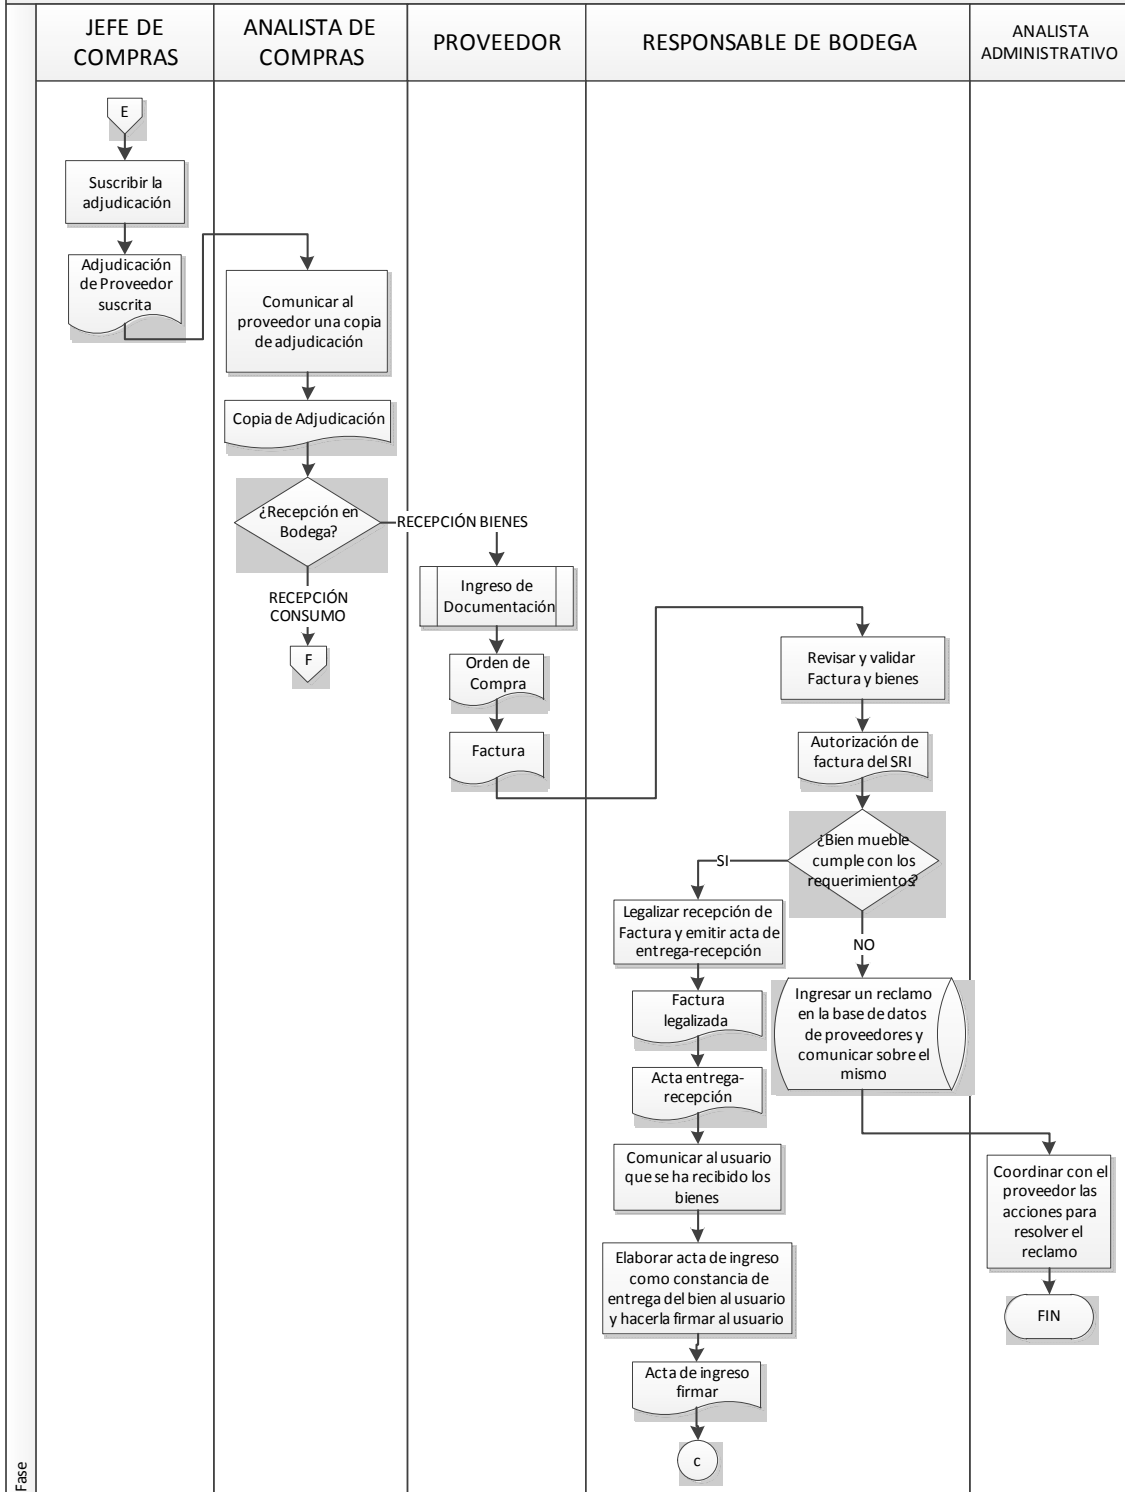 JEFE DE
COMPRAS
ANALISTA DE
COMPRAS
PROVEEDOR
RESPONSABLE DE BODEGA
ANALISTA
ADMINISTRATIVO
E
Suscribir la
adjudicación
Adjudicación
de Proveedor
suscrita
Comunicar al
proveedor una copia
de adjudicación
Copia de Adjudicación
¿Recepción en
Bodega?
RECEPCIÓN BIENES
RECEPCIÓN
CONSUMO
F
Ingreso de
Documentación
Orden de
Compra
Factura
Revisar y validar
Factura y bienes
Autorización de
factura del SRI
¿Bien mueble
cumple con los
requerimientos?
SI
NO
Legalizar recepción de
Factura y emitir acta de
entrega-recepción
Factura
legalizada
Acta entrega-
recepción
Comunicar al usuario
que se ha recibido los
bienes
Elaborar acta de ingreso
como constancia de
entrega del bien al usuario
y hacerla firmar al usuario
Acta de ingreso
firmar
c
Ingresar un reclamo
en la base de datos
de proveedores y
comunicar sobre el
mismo
Coordinar con el
proveedor las
acciones para
resolver el
reclamo
FIN
Fase